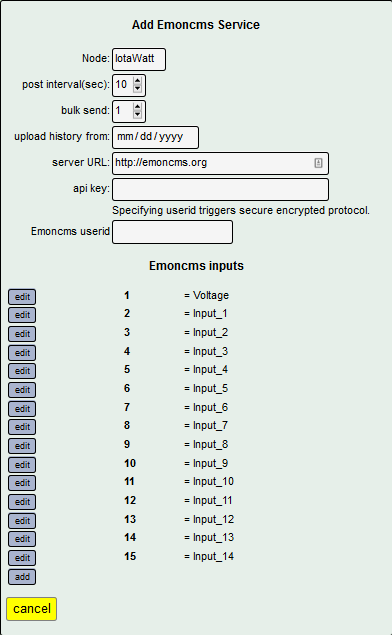 Add Emoncms Service
Node: IotaWatt
post interval(sec): 10
bulk send: 1
upload history from: mm/dd/yyyy
server URL: http://emoncms.org
api key:
Specifying userid triggers secure encrypted protocol.
Emoncms userid
Emoncms inputs
edit 1 = Voltage
edit 2 = Input_1
edit 3 = Input_2
edit 4 = Input_3
edit 5 = Input_4
edit 6 = Input_5
edit 7 = Input_6
edit 8 = Input_7
edit 9 = Input_8
edit 10 = Input_9
edit 11 = Input_10
edit 12 = Input_11
edit 13 = Input_12
edit 14 = Input_13
edit 15 = Input_14
add
cancel